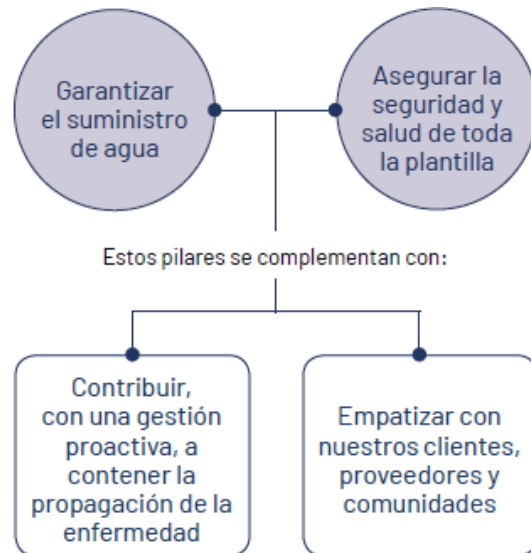 Garantizar
el suministro
de agua
Asegurar la
seguridad y
salud de toda
la plantilla
Estos pilares se complementan con:
Contribuir,
con una gestión
proactiva, a
contener la
propagación de la
enfermedad
Empatizar con
nuestros clientes,
proveedores y
comunidades